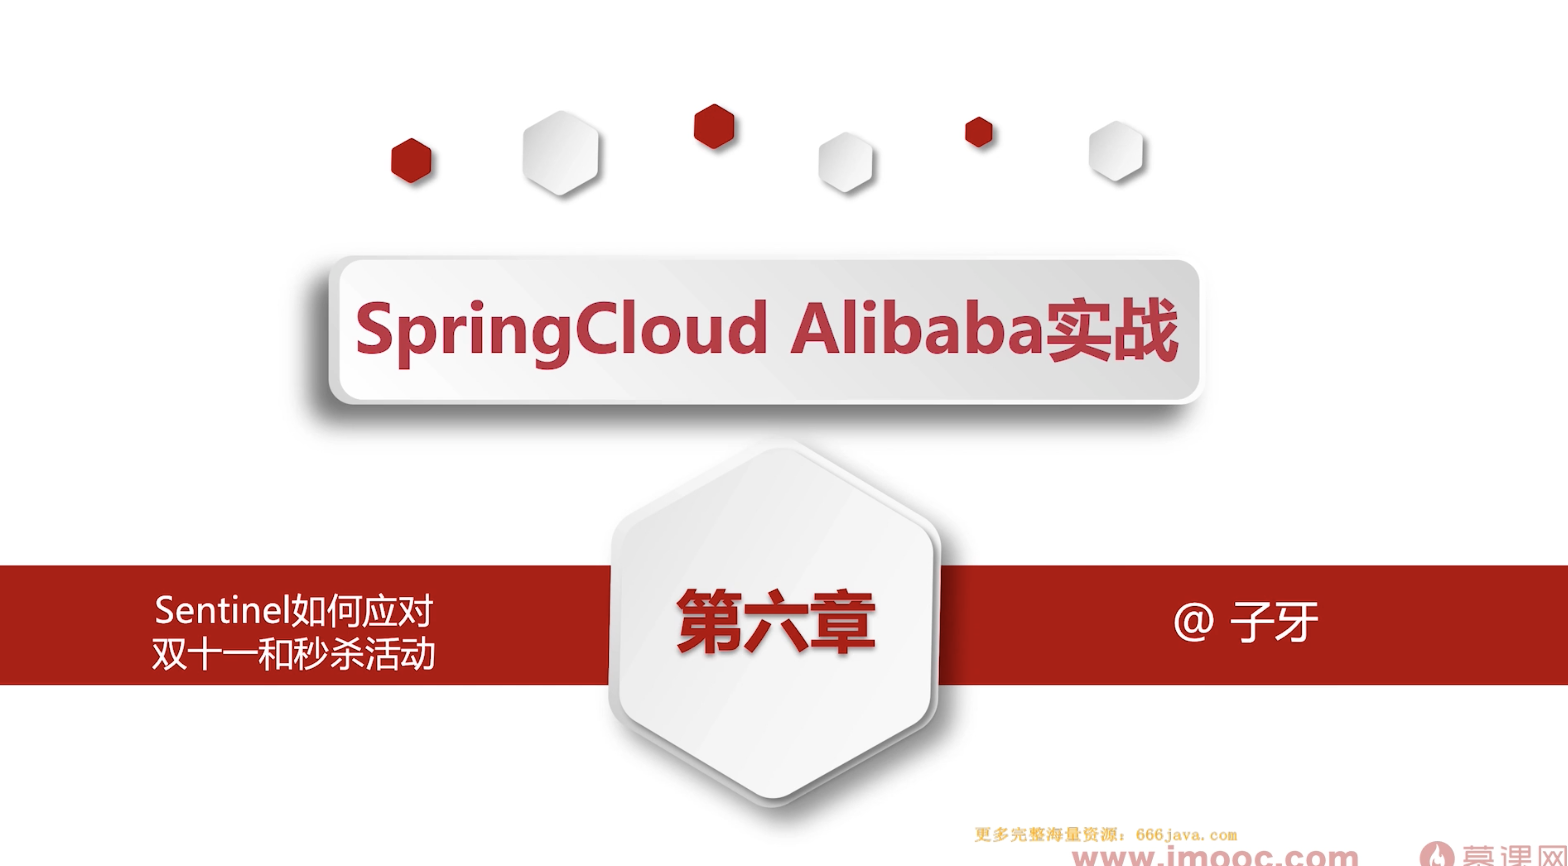 SpringCloud Alibaba实战
Sentinel如何应对
双十一和秒杀活动
第六章
@ 子牙
更多完整海量资源：666java.com
www.imooc.com
慕课网